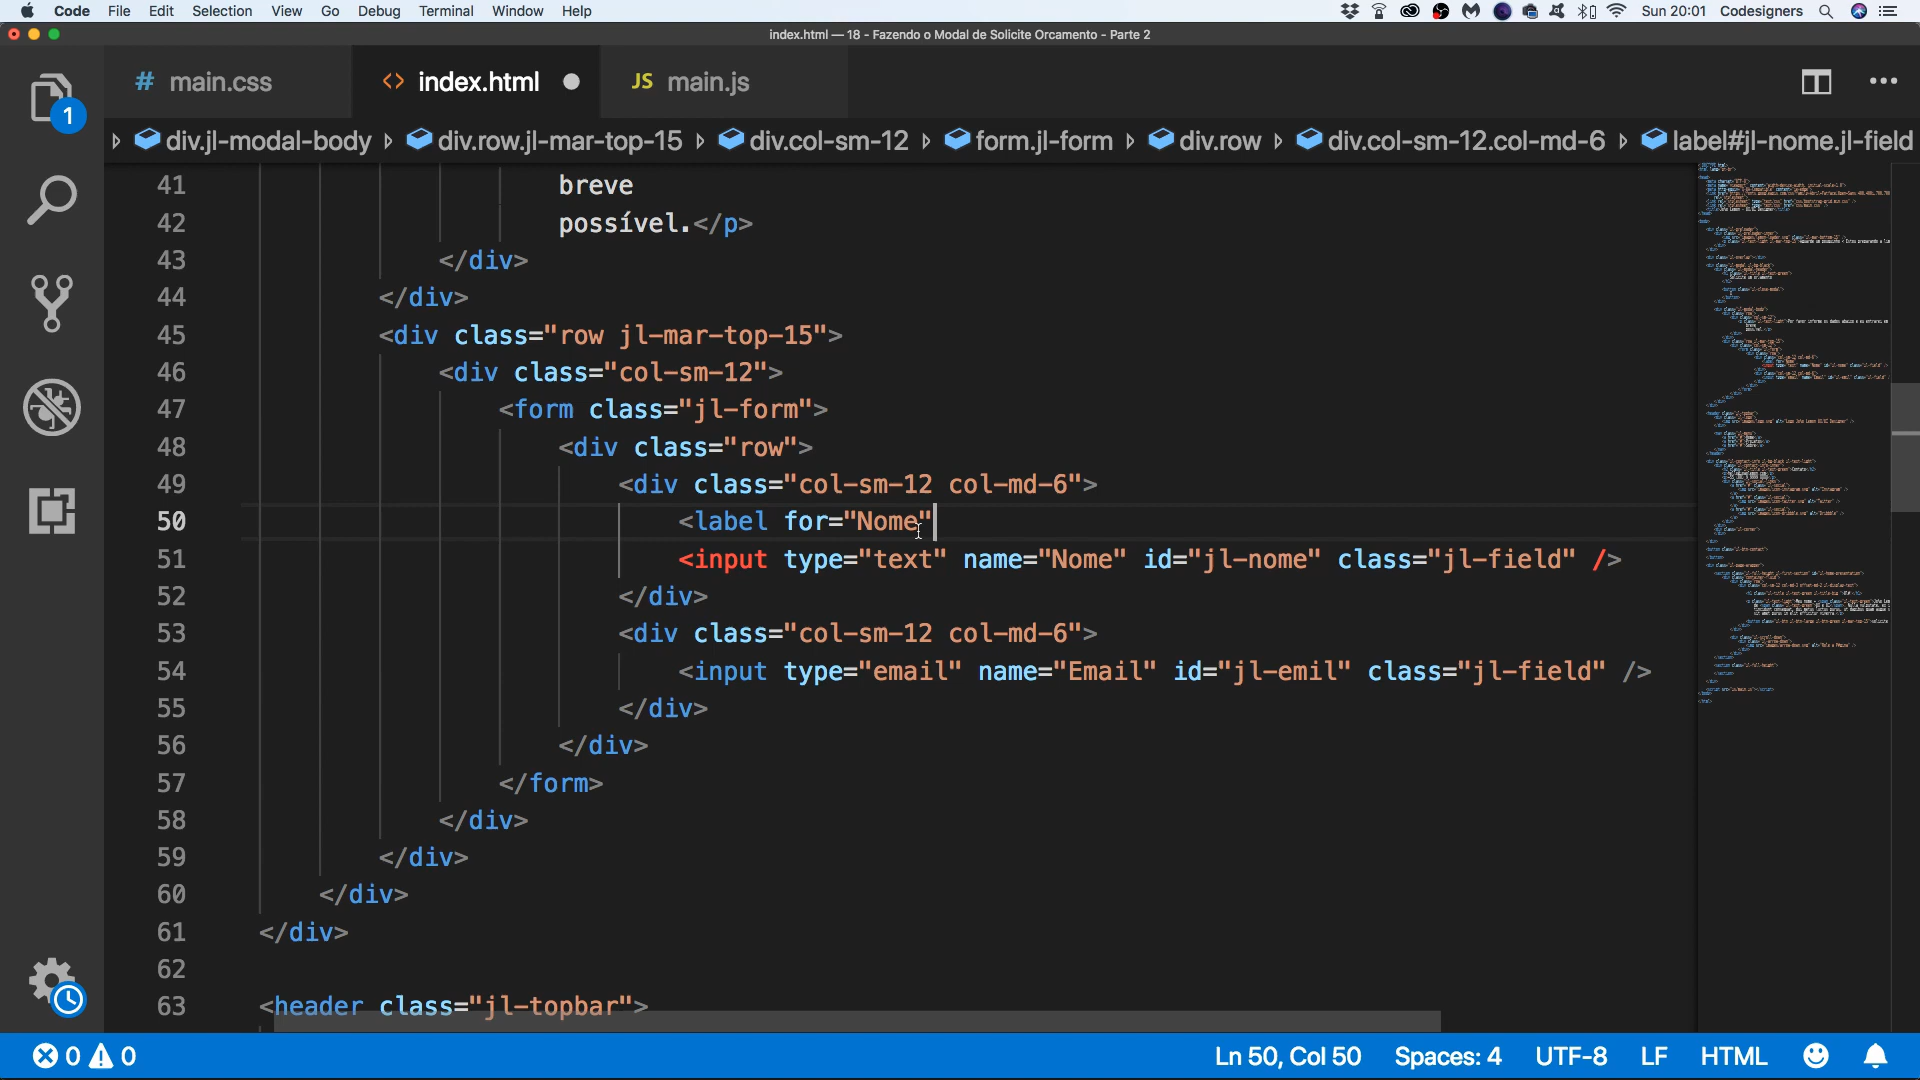 Code File Edit Selection View Go Debug Terminal Window Help Sun 20:01 Codesigners
index.html — 18 - Fazendo o Modal de Solicite Orcamento - Parte 2
# main.css <> index.html JS main.js
1
div.jl-modal-body div.row.jl-mar-top-15 div.col-sm-12 form.jl-form div.row div.col-sm-12.col-md-6 label#jl-nome.jl-field
41 breve
42 possível.</p>
43 </div>
44 </div>
45 <div class="row jl-mar-top-15">
46 <div class="col-sm-12">
47 <form class="jl-form">
48 <div class="row">
49 <div class="col-sm-12 col-md-6">
50 <label for="Nome"
51 <input type="text" name="Nome" id="jl-nome" class="jl-field" />
52 </div>
53 <div class="col-sm-12 col-md-6">
54 <input type="email" name="Email" id="jl-emil" class="jl-field" />
55 </div>
56 </div>
57 </form>
58 </div>
59 </div>
60 </div>
61 </div>
62
63 <header class="jl-topbar">
0 0 Ln 50, Col 50 Spaces: 4 UTF-8 LF HTML